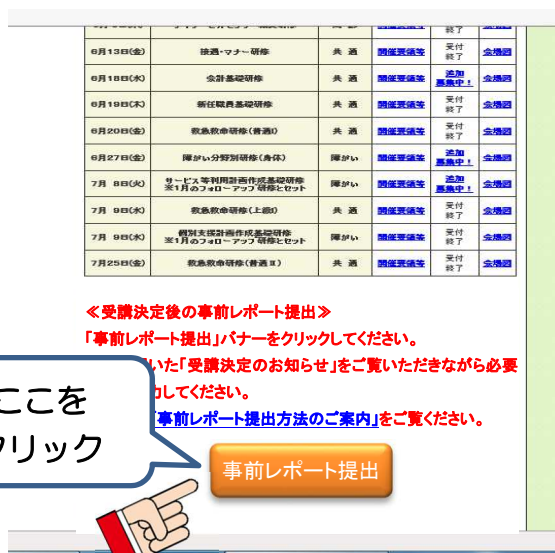 終了
6月13日(金) 接遇・マナー研修 共 通 開催要領等 受付終了 会場図
6月18日(水) 会計基礎研修 共 通 開催要領等 追加募集中! 会場図
6月19日(木) 新任職員基礎研修 共 通 開催要領等 受付終了 会場図
6月20日(金) 救急救命研修(普通Ⅰ) 共 通 開催要領等 受付終了 会場図
6月27日(金) 障がい分野別研修(身体) 障がい 開催要領等 追加募集中! 会場図
7月 8日(火) サービス等利用計画作成基礎研修 ※1月のフォローアップ研修とセット 障がい 開催要領等 追加募集中! 会場図
7月 9日(水) 救急救命研修(上級Ⅰ) 共 通 開催要領等 受付終了 会場図
7月 9日(水) 個別支援計画作成基礎研修 ※1月のフォローアップ研修とセット 障がい 開催要領等 受付終了 会場図
7月25日(金) 救急救命研修(普通Ⅱ) 共 通 開催要領等 受付終了 会場図
≪受講決定後の事前レポート提出≫
「事前レポート提出」バナーをクリックしてください。
いた「受講決定のお知らせ」をご覧いただきながら必要
力してください。
「事前レポート提出方法のご案内」をご覧ください。
ここを
クリック
事前レポート提出